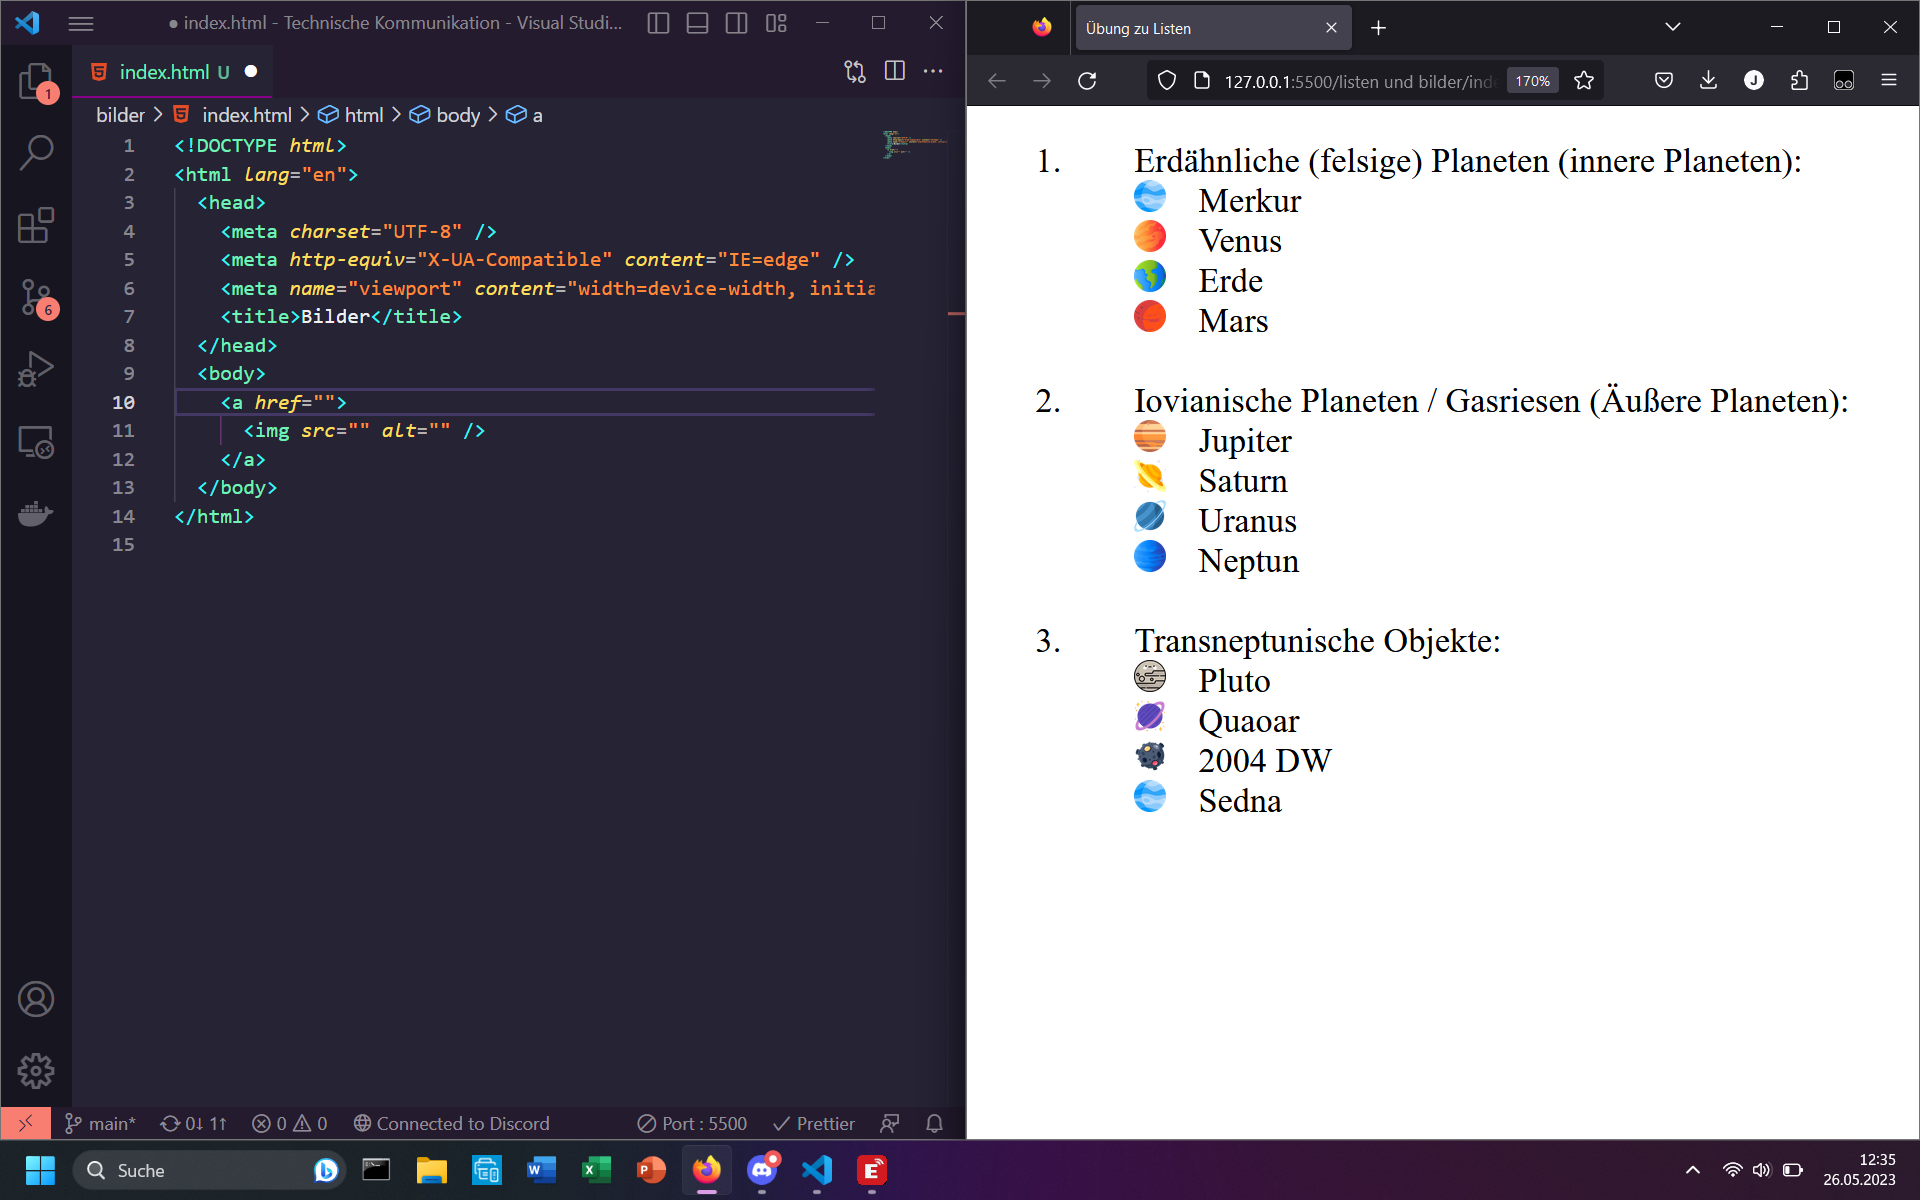 index.html - Technische Kommunikation - Visual Studi...
index.html U
bilder > index.html > html > body > a
1 <!DOCTYPE html>
2 <html lang="en">
3 <head>
4 <meta charset="UTF-8" />
5 <meta http-equiv="X-UA-Compatible" content="IE=edge" />
6 <meta name="viewport" content="width=device-width, initia
7 <title>Bilder</title>
8 </head>
9 <body>
10 <a href="">
11 <img src="" alt="" />
12 </a>
13 </body>
14 </html>
15
1
6
main* 0↓ 1↑ 0 0 Connected to Discord Port : 5500 Prettier
Übung zu Listen
127.0.0.1:5500/listen und bilder/inde 170%
J
1. Erdähnliche (felsige) Planeten (innere Planeten):
Merkur
Venus
Erde
Mars
2. Iovianische Planeten / Gasriesen (Äußere Planeten):
Jupiter
Saturn
Uranus
Neptun
3. Transneptunische Objekte:
Pluto
Quaoar
2004 DW
Sedna
Suche
12:35
26.05.2023